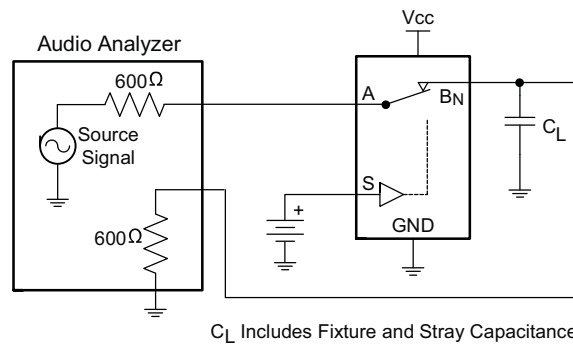 Vcc
Audio Analyzer
600Ω
A
BN
Source
Signal
CL
S
+
600Ω
GND
CL Includes Fixture and Stray Capacitance